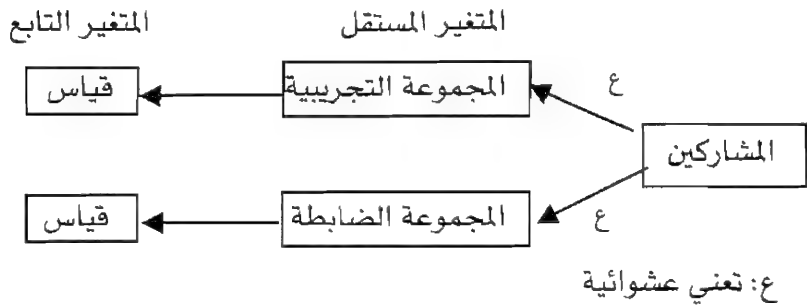 المتغير المستقل المتغير التابع
ع
المجموعة التجريبية قياس
المشاركين
المجموعة الضابطة قياس
ع
ع: تعني عشوائية